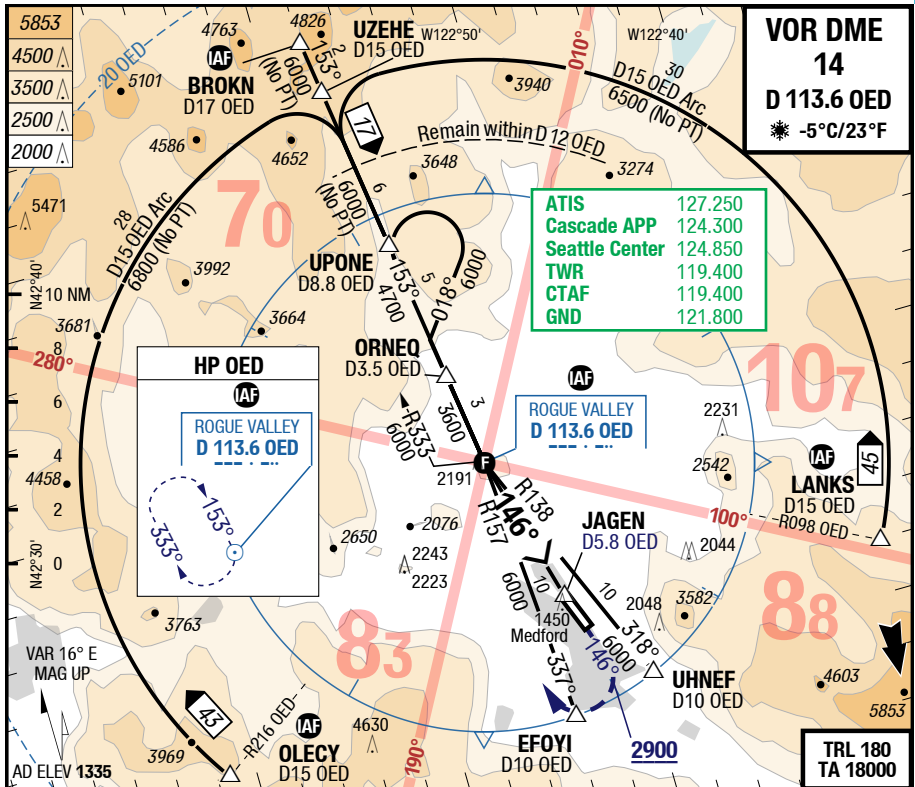 5853
4500
3500
2500
2000
VOR DME
14
D 113.6 OED
-5°C/23°F
4763
4826
UZEHE
D15 OED
W122°50'
W122°40'
010°
IAF
BROKN
D17 OED
2
153°
6000
(No PT)
20 OED
5101
3940
30
D15 OED Arc
6500 (No PT)
17
Remain within D 12 OED
4586
4652
3648
3274
5471
70
6
6000
(No PT)
28
D15 OED Arc
6800 (No PT)
ATIS 127.250
Cascade APP 124.300
Seattle Center 124.850
TWR 119.400
CTAF 119.400
GND 121.800
UPONE
D8.8 OED
153°
4700
5
018°
6000
N42°40'
10 NM
8
6
4
2
0
N42°30'
3992
3664
3681
280°
ORNEQ
D3.5 OED
3
3600
HP OED
IAF
ROGUE VALLEY
D 113.6 OED
153°
333°
IAF
ROGUE VALLEY
D 113.6 OED
107
R333
6000
F
2191
2231
2542
IAF
LANKS
D15 OED
45
R098 OED
100°
4458
R138
146°
R157
2650
2076
2243
2223
JAGEN
D5.8 OED
2044
3582
2048
88
10
6000
337°
10
318°
6000
1450
Medford
146°
3763
83
VAR 16° E
MAG UP
UHNEF
D10 OED
4603
5853
43
R216 OED
IAF
OLECY
D15 OED
3969
4630
190°
EFOYI
D10 OED
2900
AD ELEV 1335
TRL 180
TA 18000